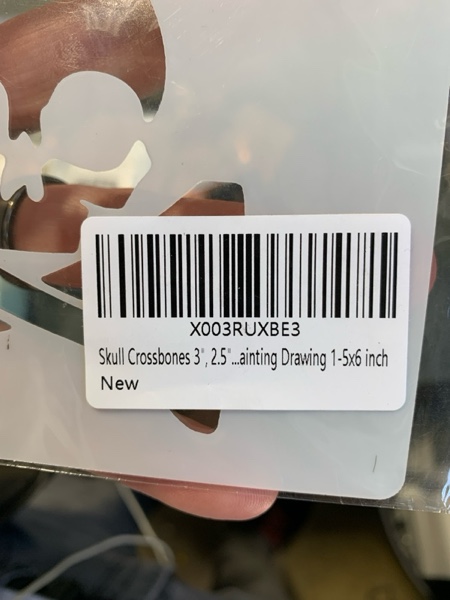 X003RUXBE3
Skull Crossbones 3", 2.5"...ainting Drawing 1-5x6 inch
New